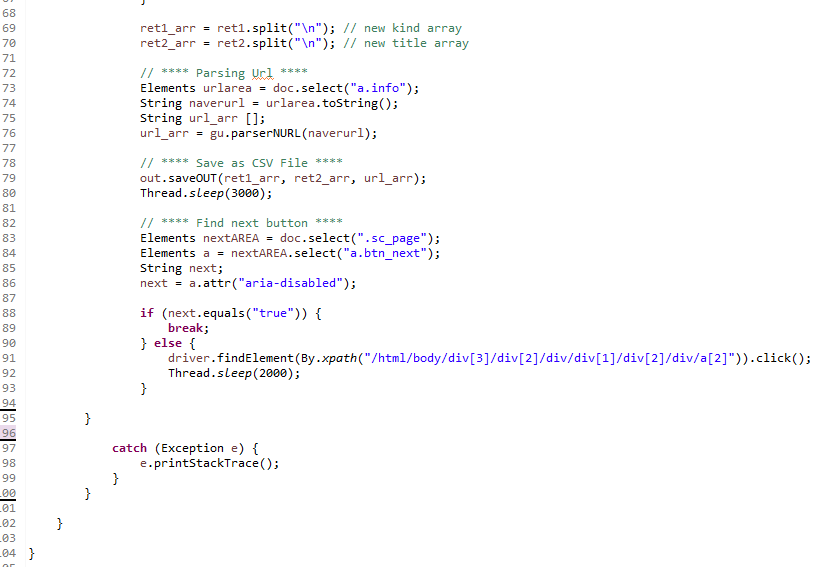 68
69 ret1_arr = ret1.split("\n"); // new kind array
70 ret2_arr = ret2.split("\n"); // new title array
71
72 // **** Parsing Url ****
73 Elements urlarea = doc.select("a.info");
74 String naverurl = urlarea.toString();
75 String url_arr [];
76 url_arr = gu.parserNURL(naverurl);
77
78 // **** Save as CSV File ****
79 out.saveOUT(ret1_arr, ret2_arr, url_arr);
80 Thread.sleep(3000);
81
82 // **** Find next button ****
83 Elements nextAREA = doc.select(".sc_page");
84 Elements a = nextAREA.select("a.btn_next");
85 String next;
86 next = a.attr("aria-disabled");
87
88 if (next.equals("true")) {
89 break;
90 } else {
91 driver.findElement(By.xpath("/html/body/div[3]/div[2]/div/div[1]/div[2]/div/a[2]")).click();
92 Thread.sleep(2000);
93 }
94
95 }
96
97 catch (Exception e) {
98 e.printStackTrace();
99 }
00 }
01
02 }
03
04 }